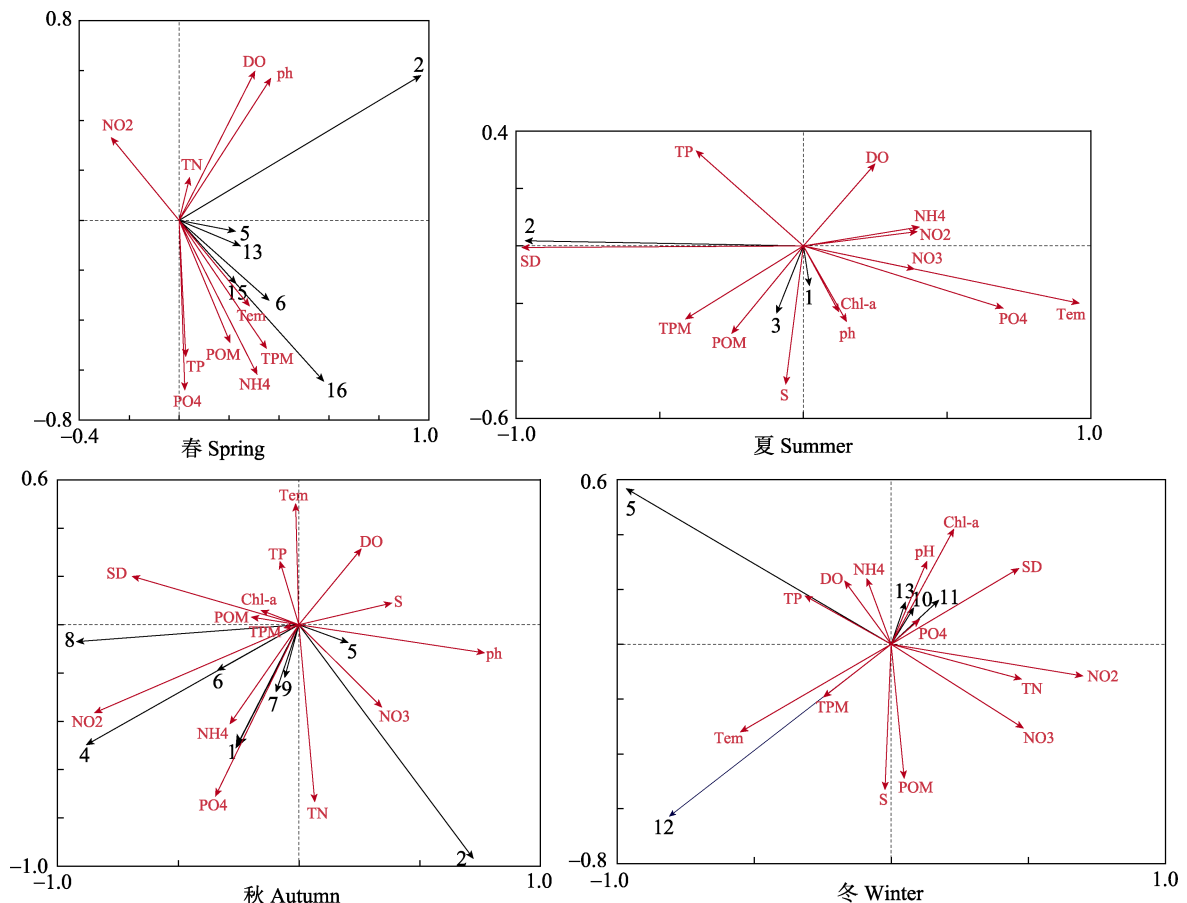 0.8
DO
ph
2
NO2
TN
5
13
15
6
Tem
POM
TPM
TP
NH4
16
PO4
−0.8
−0.4
1.0
春 Spring
0.4
TP
DO
NH4
2
NO2
SD
NO3
1
Chl-a
3
PO4
Tem
TPM
POM
ph
S
−0.6
−1.0
1.0
夏 Summer
0.6
Tem
TP
DO
SD
Chl-a
S
POM
TPM
8
5
ph
6
9
7
NO2
NO3
NH4
4
1
PO4
TN
2
−1.0
−1.0
1.0
秋 Autumn
0.6
5
Chl-a
pH
NH4
SD
DO
13
TP
10
11
PO4
NO2
TN
TPM
Tem
NO3
POM
S
12
−0.8
−1.0
1.0
冬 Winter